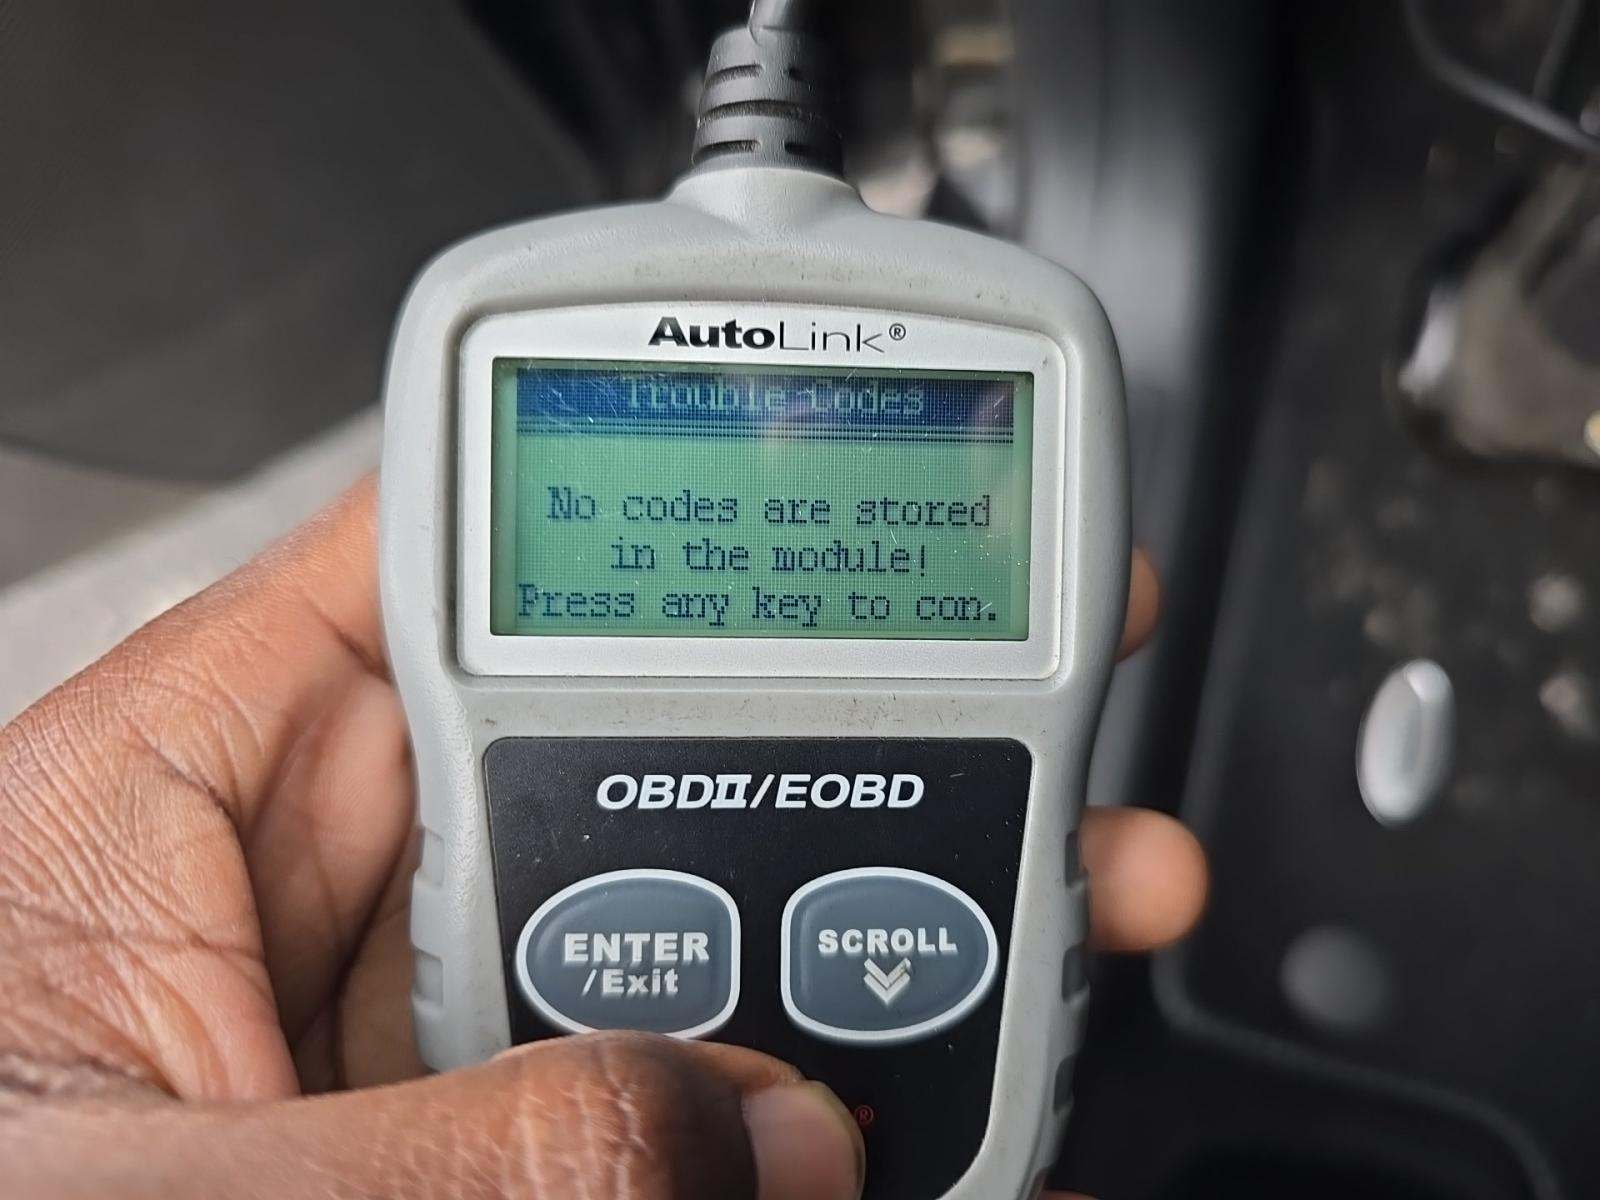 AutoLink®
Trouble Codes
No codes are stored
in the module!
Press any key to con.
OBDII/EOBD
ENTER
/Exit
SCROLL
®